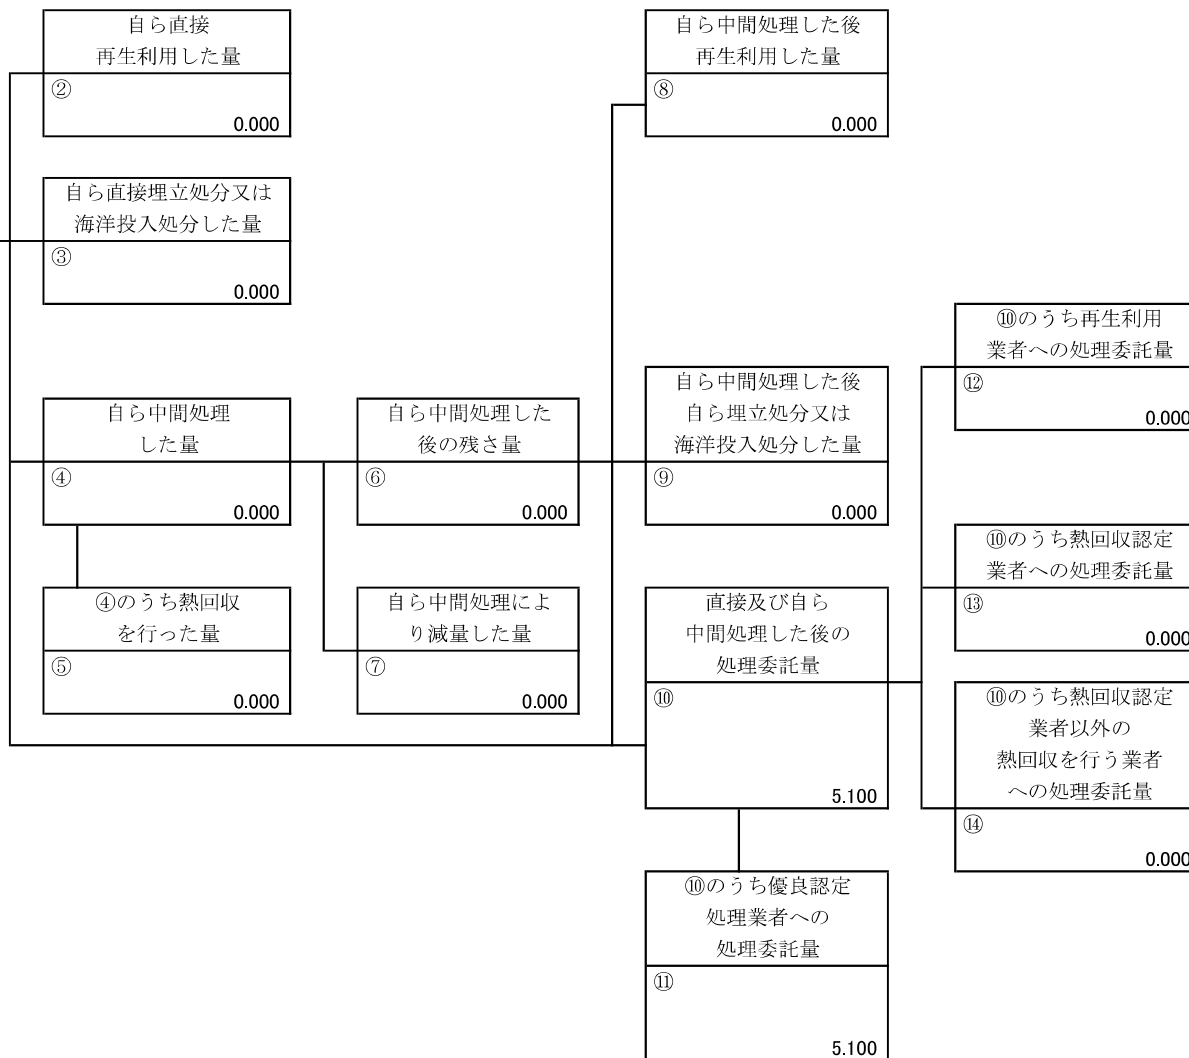 自ら直接
再生利用した量
②
0.000
自ら中間処理した後
再生利用した量
⑧
0.000
自ら直接埋立処分又は
海洋投入処分した量
③
0.000
⑩のうち再生利用
業者への処理委託量
⑫
0.000
自ら中間処理
した量
④
0.000
自ら中間処理した
後の残さ量
⑥
0.000
自ら中間処理した後
自ら埋立処分又は
海洋投入処分した量
⑨
0.000
⑩のうち熱回収認定
業者への処理委託量
⑬
0.000
④のうち熱回収
を行った量
⑤
0.000
自ら中間処理によ
り減量した量
⑦
0.000
直接及び自ら
中間処理した後の
処理委託量
⑩
5.100
⑩のうち熱回収認定
業者以外の
熱回収を行う業者
への処理委託量
⑭
0.000
⑩のうち優良認定
処理業者への
処理委託量
⑪
5.100